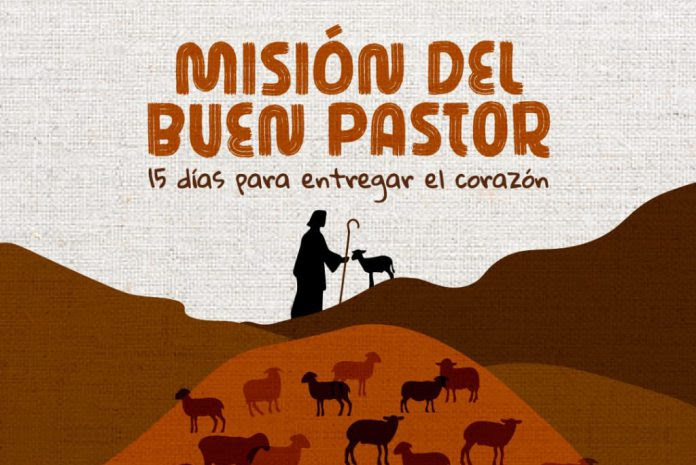 MISIÓN DEL
BUEN PASTOR
15 días para entregar el corazón